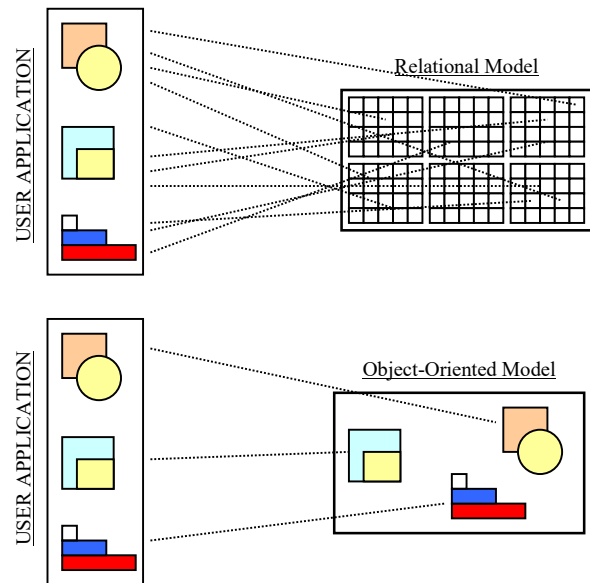 USER APPLICATION
Relational Model
USER APPLICATION
Object-Oriented Model